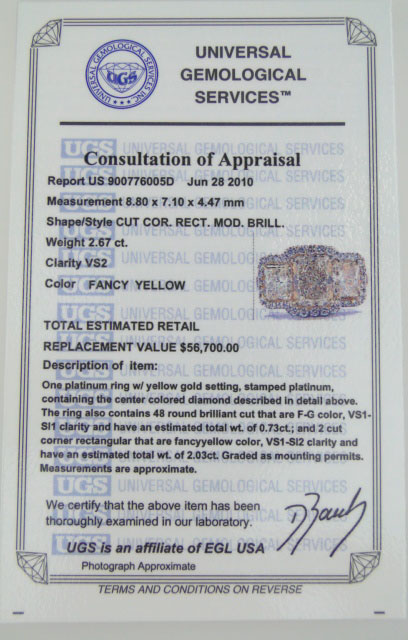 UNIVERSAL GEMOLOGICAL SERVICES INC
UGS
UNIVERSAL
GEMOLOGICAL
SERVICES™
Consultation of Appraisal
Report US 900776005D Jun 28 2010
Measurement 8.80 x 7.10 x 4.47 mm
Shape/Style CUT COR. RECT. MOD. BRILL.
Weight 2.67 ct.
Clarity VS2
Color FANCY YELLOW
TOTAL ESTIMATED RETAIL
REPLACEMENT VALUE $56,700.00
Description of item:
One platinum ring w/ yellow gold setting, stamped platinum,
containing the center colored diamond described in detail above.
The ring also contains 48 round brilliant cut that are F-G color, VS1-
SI1 clarity and have an estimated total wt. of 0.73ct.; and 2 cut
corner rectangular that are fancyyellow color, VS1-SI2 clarity and
have an estimated total wt. of 2.03ct. Graded as mounting permits.
Measurements are approximate.
We certify that the above item has been
thoroughly examined in our laboratory.
UGS is an affiliate of EGL USA
Photograph Approximate
TERMS AND CONDITIONS ON REVERSE